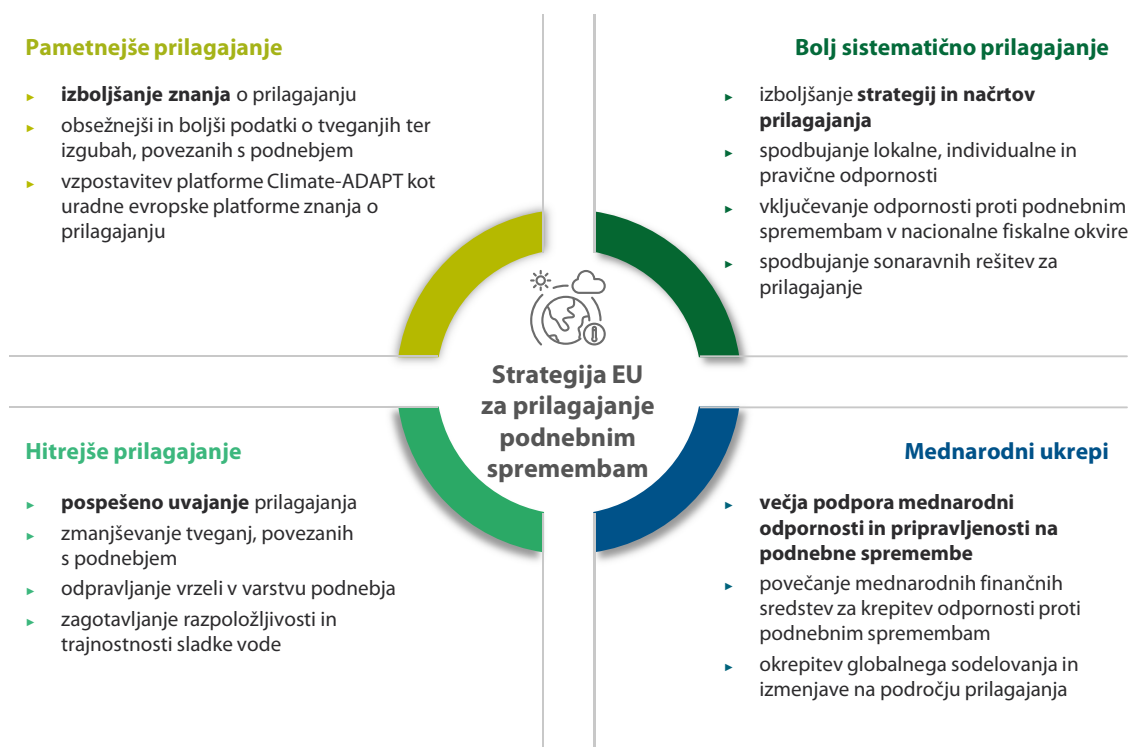 Pametnejše prilagajanje
► izboljšanje znanja o prilagajanju
► obsežnejši in boljši podatki o tveganjih ter
izgubah, povezanih s podnebjem
► vzpostavitev platforme Climate-ADAPT kot
uradne evropske platforme znanja o
prilagajanju
Bolj sistematično prilagajanje
► izboljšanje strategij in načrtov
prilagajanja
► spodbujanje lokalne, individualne in
pravične odpornosti
► vključevanje odpornosti proti podnebnim
spremembam v nacionalne fiskalne okvire
► spodbujanje sonaravnih rešitev za
prilagajanje
Strategija EU
za prilagajanje
podnebnim
spremembam
Hitrejše prilagajanje
► pospešeno uvajanje prilagajanja
► zmanjševanje tveganj, povezanih
s podnebjem
► odpravljanje vrzeli v varstvu podnebja
► zagotavljanje razpoložljivosti in
trajnostnosti sladke vode
Mednarodni ukrepi
► večja podpora mednarodni
odpornosti in pripravljenosti na
podnebne spremembe
► povečanje mednarodnih finančnih
sredstev za krepitev odpornosti proti
podnebnim spremembam
► okrepitev globalnega sodelovanja in
izmenjave na področju prilagajanja